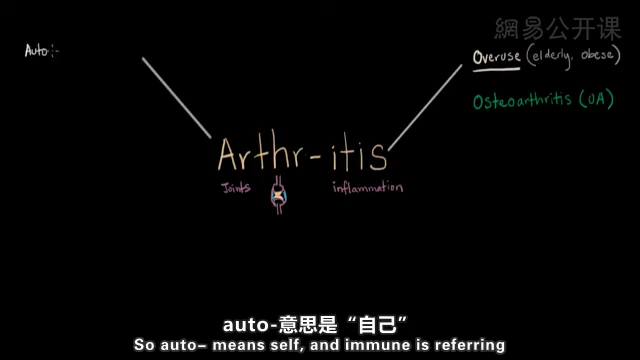 網易公开课
Auto:-
Overuse (elderly, obese)
Osteoarthritis (OA)
Arthr-itis
Joints
inflammation
auto-意思是“自己”
So auto- means self, and immune is referring